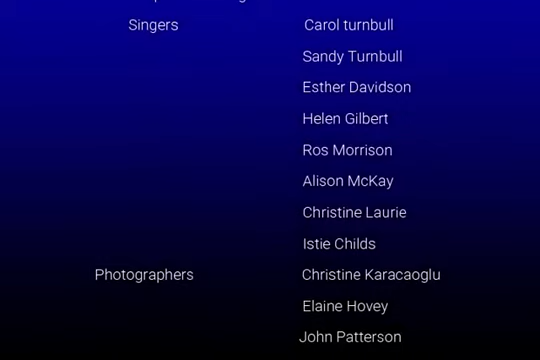 Singers Carol turnbull
Sandy Turnbull
Esther Davidson
Helen Gilbert
Ros Morrison
Alison McKay
Christine Laurie
Istie Childs
Photographers Christine Karacaoglu
Elaine Hovey
John Patterson